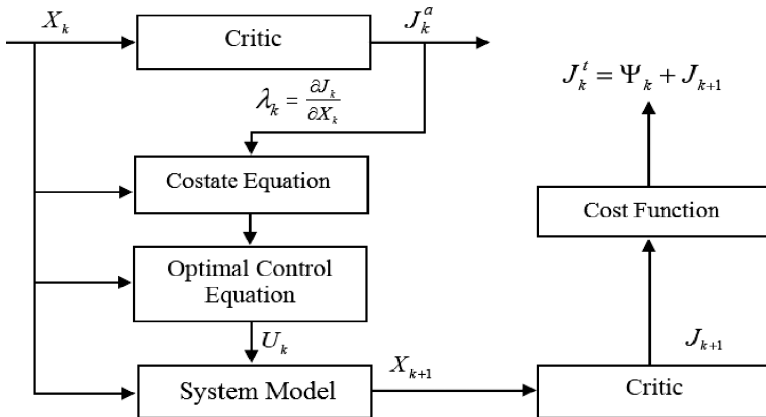 X_k
Critic
J_k^a
J_k^t = Ψ_k + J_{k+1}
λ_k = ∂J_k/∂X_k
Costate Equation
Cost Function
Optimal Control
Equation
U_k
System Model
X_{k+1}
J_{k+1}
Critic